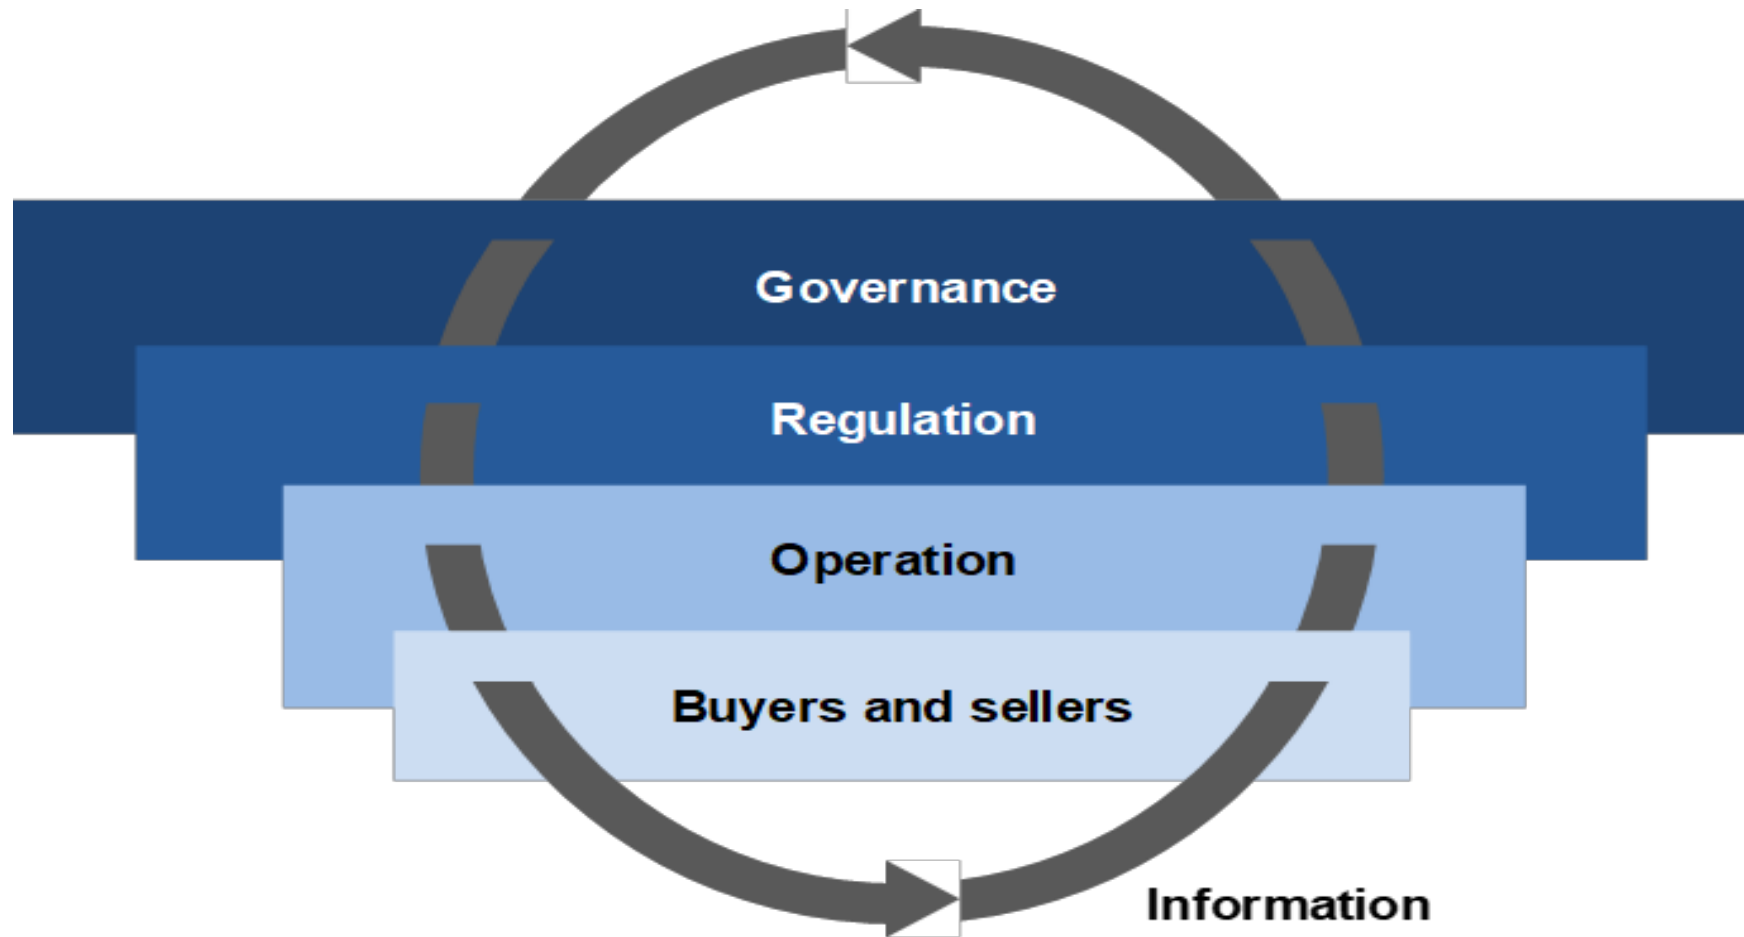 Governance
Regulation
Operation
Buyers and sellers
Information